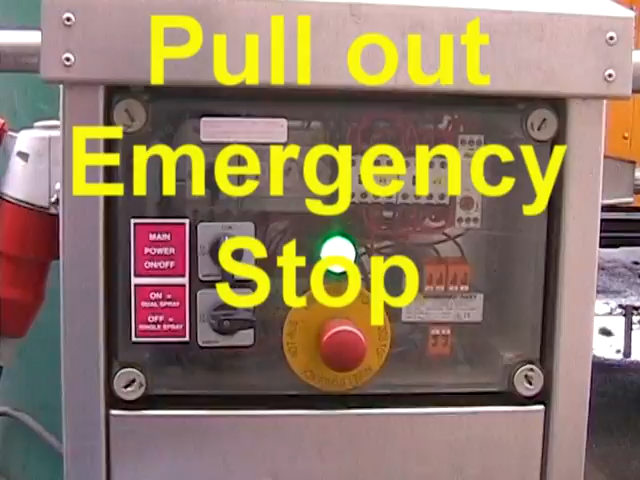 Pull out
Emergency
Stop
MAIN
POWER
ON/OFF
ON =
DUAL SPRAY
OFF =
SINGLE SPRAY